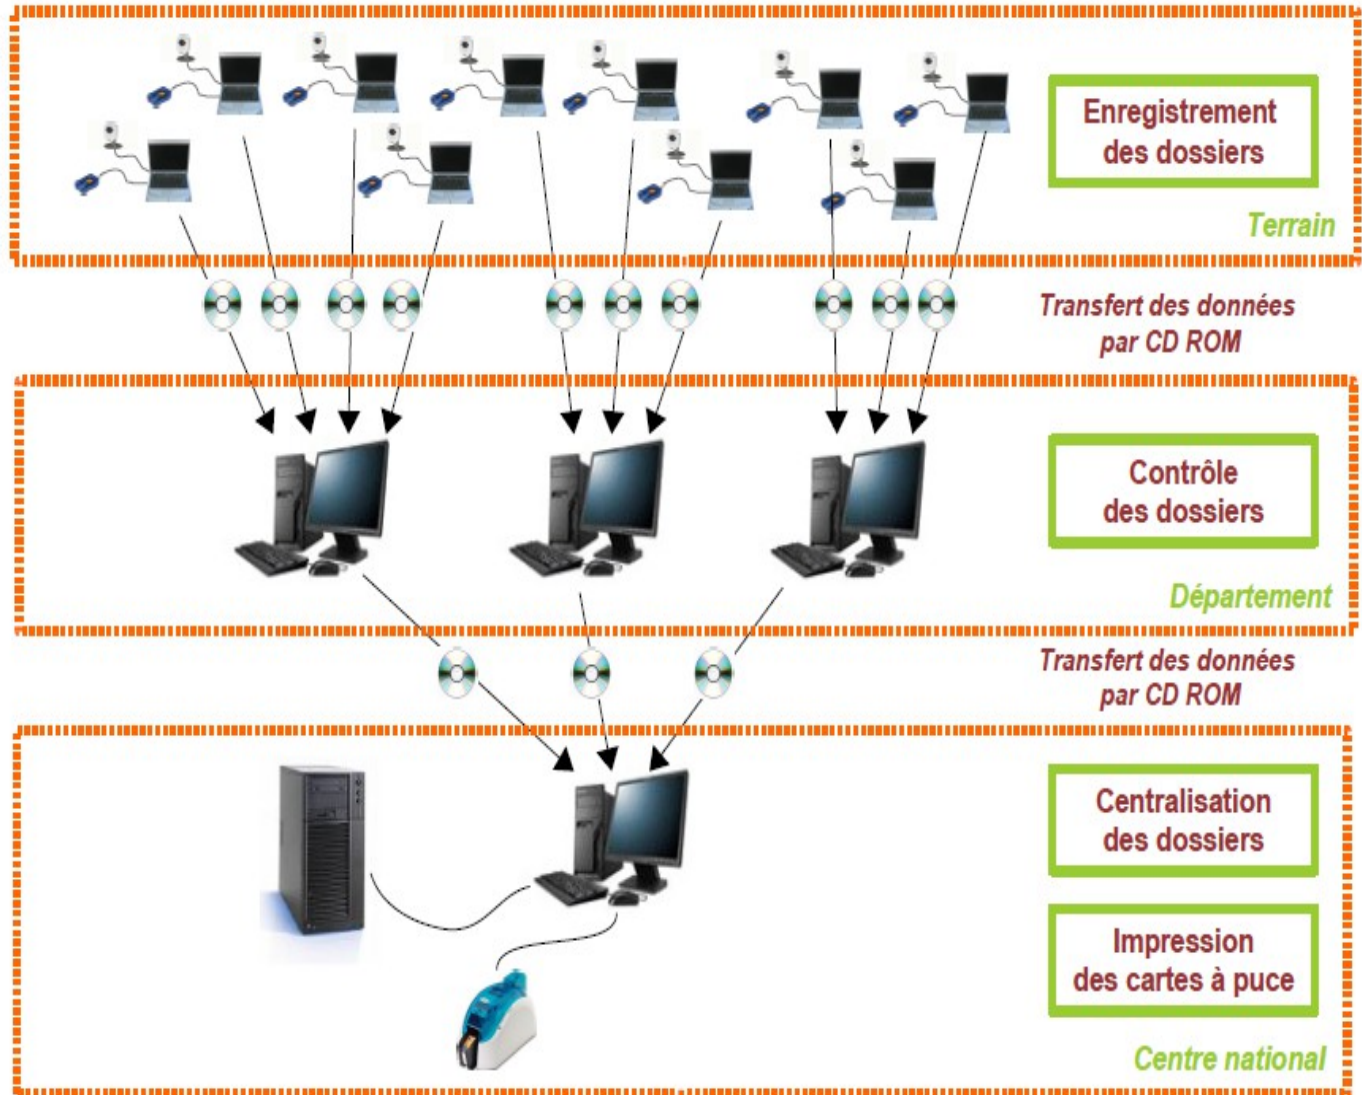 Enregistrement
des dossiers
Terrain
Transfert des données
par CD ROM
Contrôle
des dossiers
Département
Transfert des données
par CD ROM
Centralisation
des dossiers
Impression
des cartes à puce
Centre national